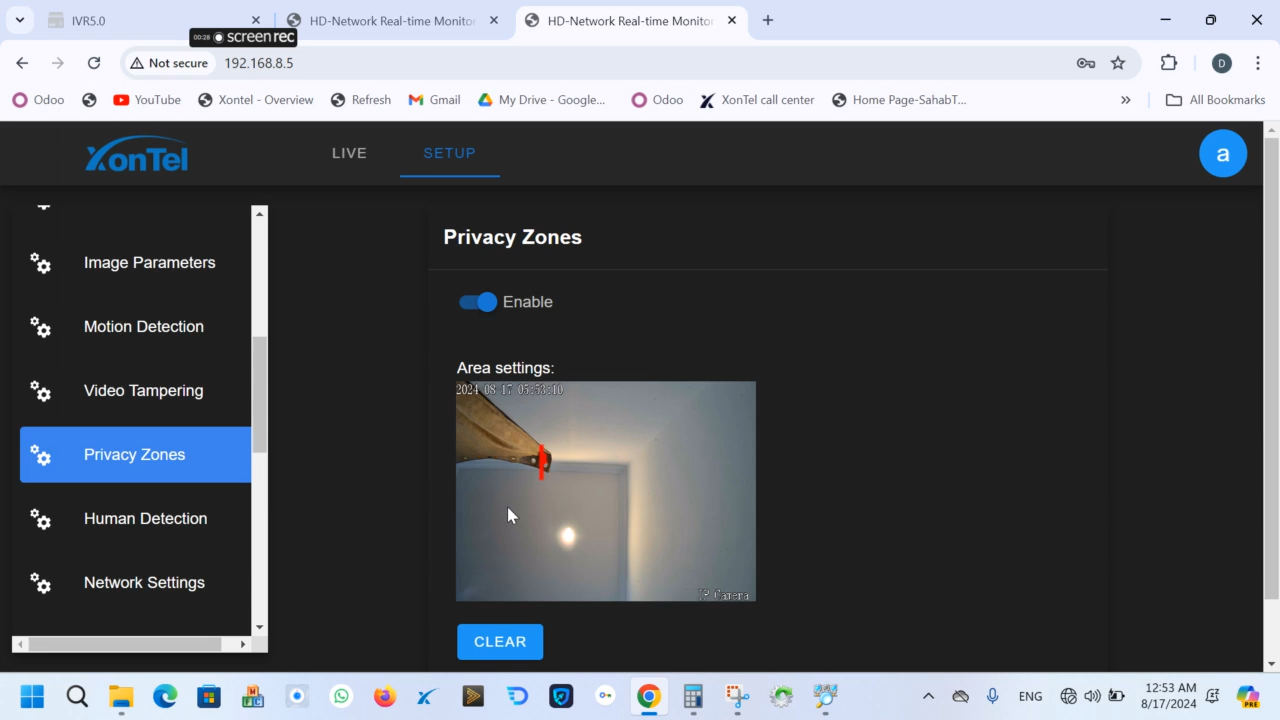 IVR5.0
HD-Network Real-time Monitor
HD-Network Real-time Monitor
00:28 screenrec
Not secure
192.168.8.5
D
Odoo
YouTube
Xontel - Overview
Refresh
Gmail
My Drive - Google...
Odoo
XonTel call center
Home Page-SahabT...
All Bookmarks
XonTel
LIVE
SETUP
a
Image Parameters
Motion Detection
Video Tampering
Privacy Zones
Human Detection
Network Settings
Privacy Zones
Enable
Area settings:
2024-08-17 05:53:10
IP Camera
CLEAR
ENG
12:53 AM
8/17/2024
PRE